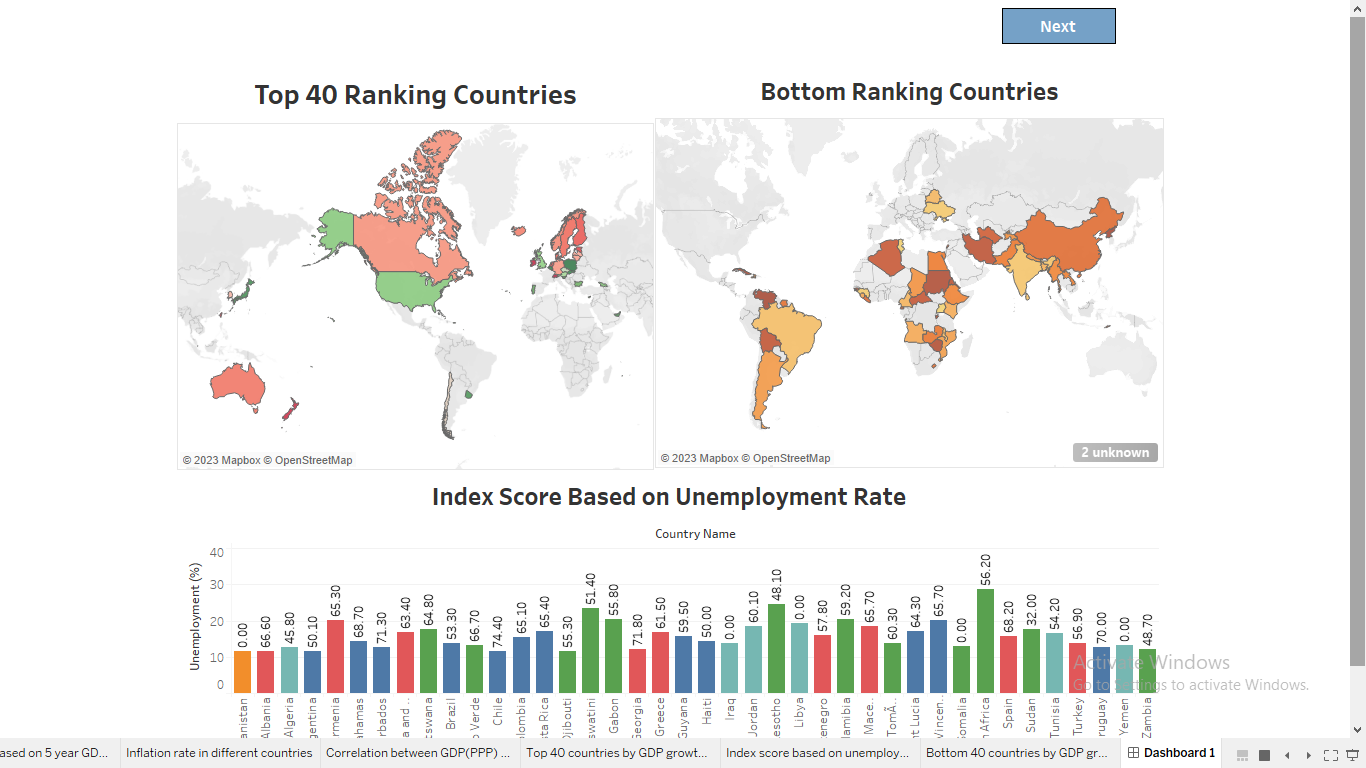 Next
Top 40 Ranking Countries
Bottom Ranking Countries
© 2023 Mapbox © OpenStreetMap
© 2023 Mapbox © OpenStreetMap
2 unknown
Index Score Based on Unemployment Rate
Country Name
Unemployment (%)
40
30
20
10
0
0.00
66.60
45.80
50.10
65.30
68.70
71.30
63.40
64.80
53.30
66.70
74.40
65.10
65.40
55.30
51.40
55.80
71.80
61.50
59.50
50.00
0.00
60.10
48.10
0.00
57.80
59.20
65.70
60.30
64.30
65.70
0.00
56.20
68.20
32.00
54.20
56.90
70.00
0.00
48.70
anistan
Albania
Algeria
gentina
rmenia
ahamas
rbados
a and ..
cswana
Brazil
o Verde
Chile
ta Rica
Djibouti
swatini
Gabon
Georgia
Greece
Guyana
Haiti
Iraq
Jordan
esotho
Libya
enegro
lamibia
Mace..
TomÃ..
nt Lucia
Vincen..
Somalia
n Africa
Spain
Sudan
Tunisia
Turkey
ruguay
Yemen
Zambia
Activate Windows
Go to Settings to activate Windows.
ased on 5 year GD...
Inflation rate in different countries
Correlation between GDP(PPP) ...
Top 40 countries by GDP growt...
Index score based on unemploy...
Bottom 40 countries by GDP gr...
Dashboard 1